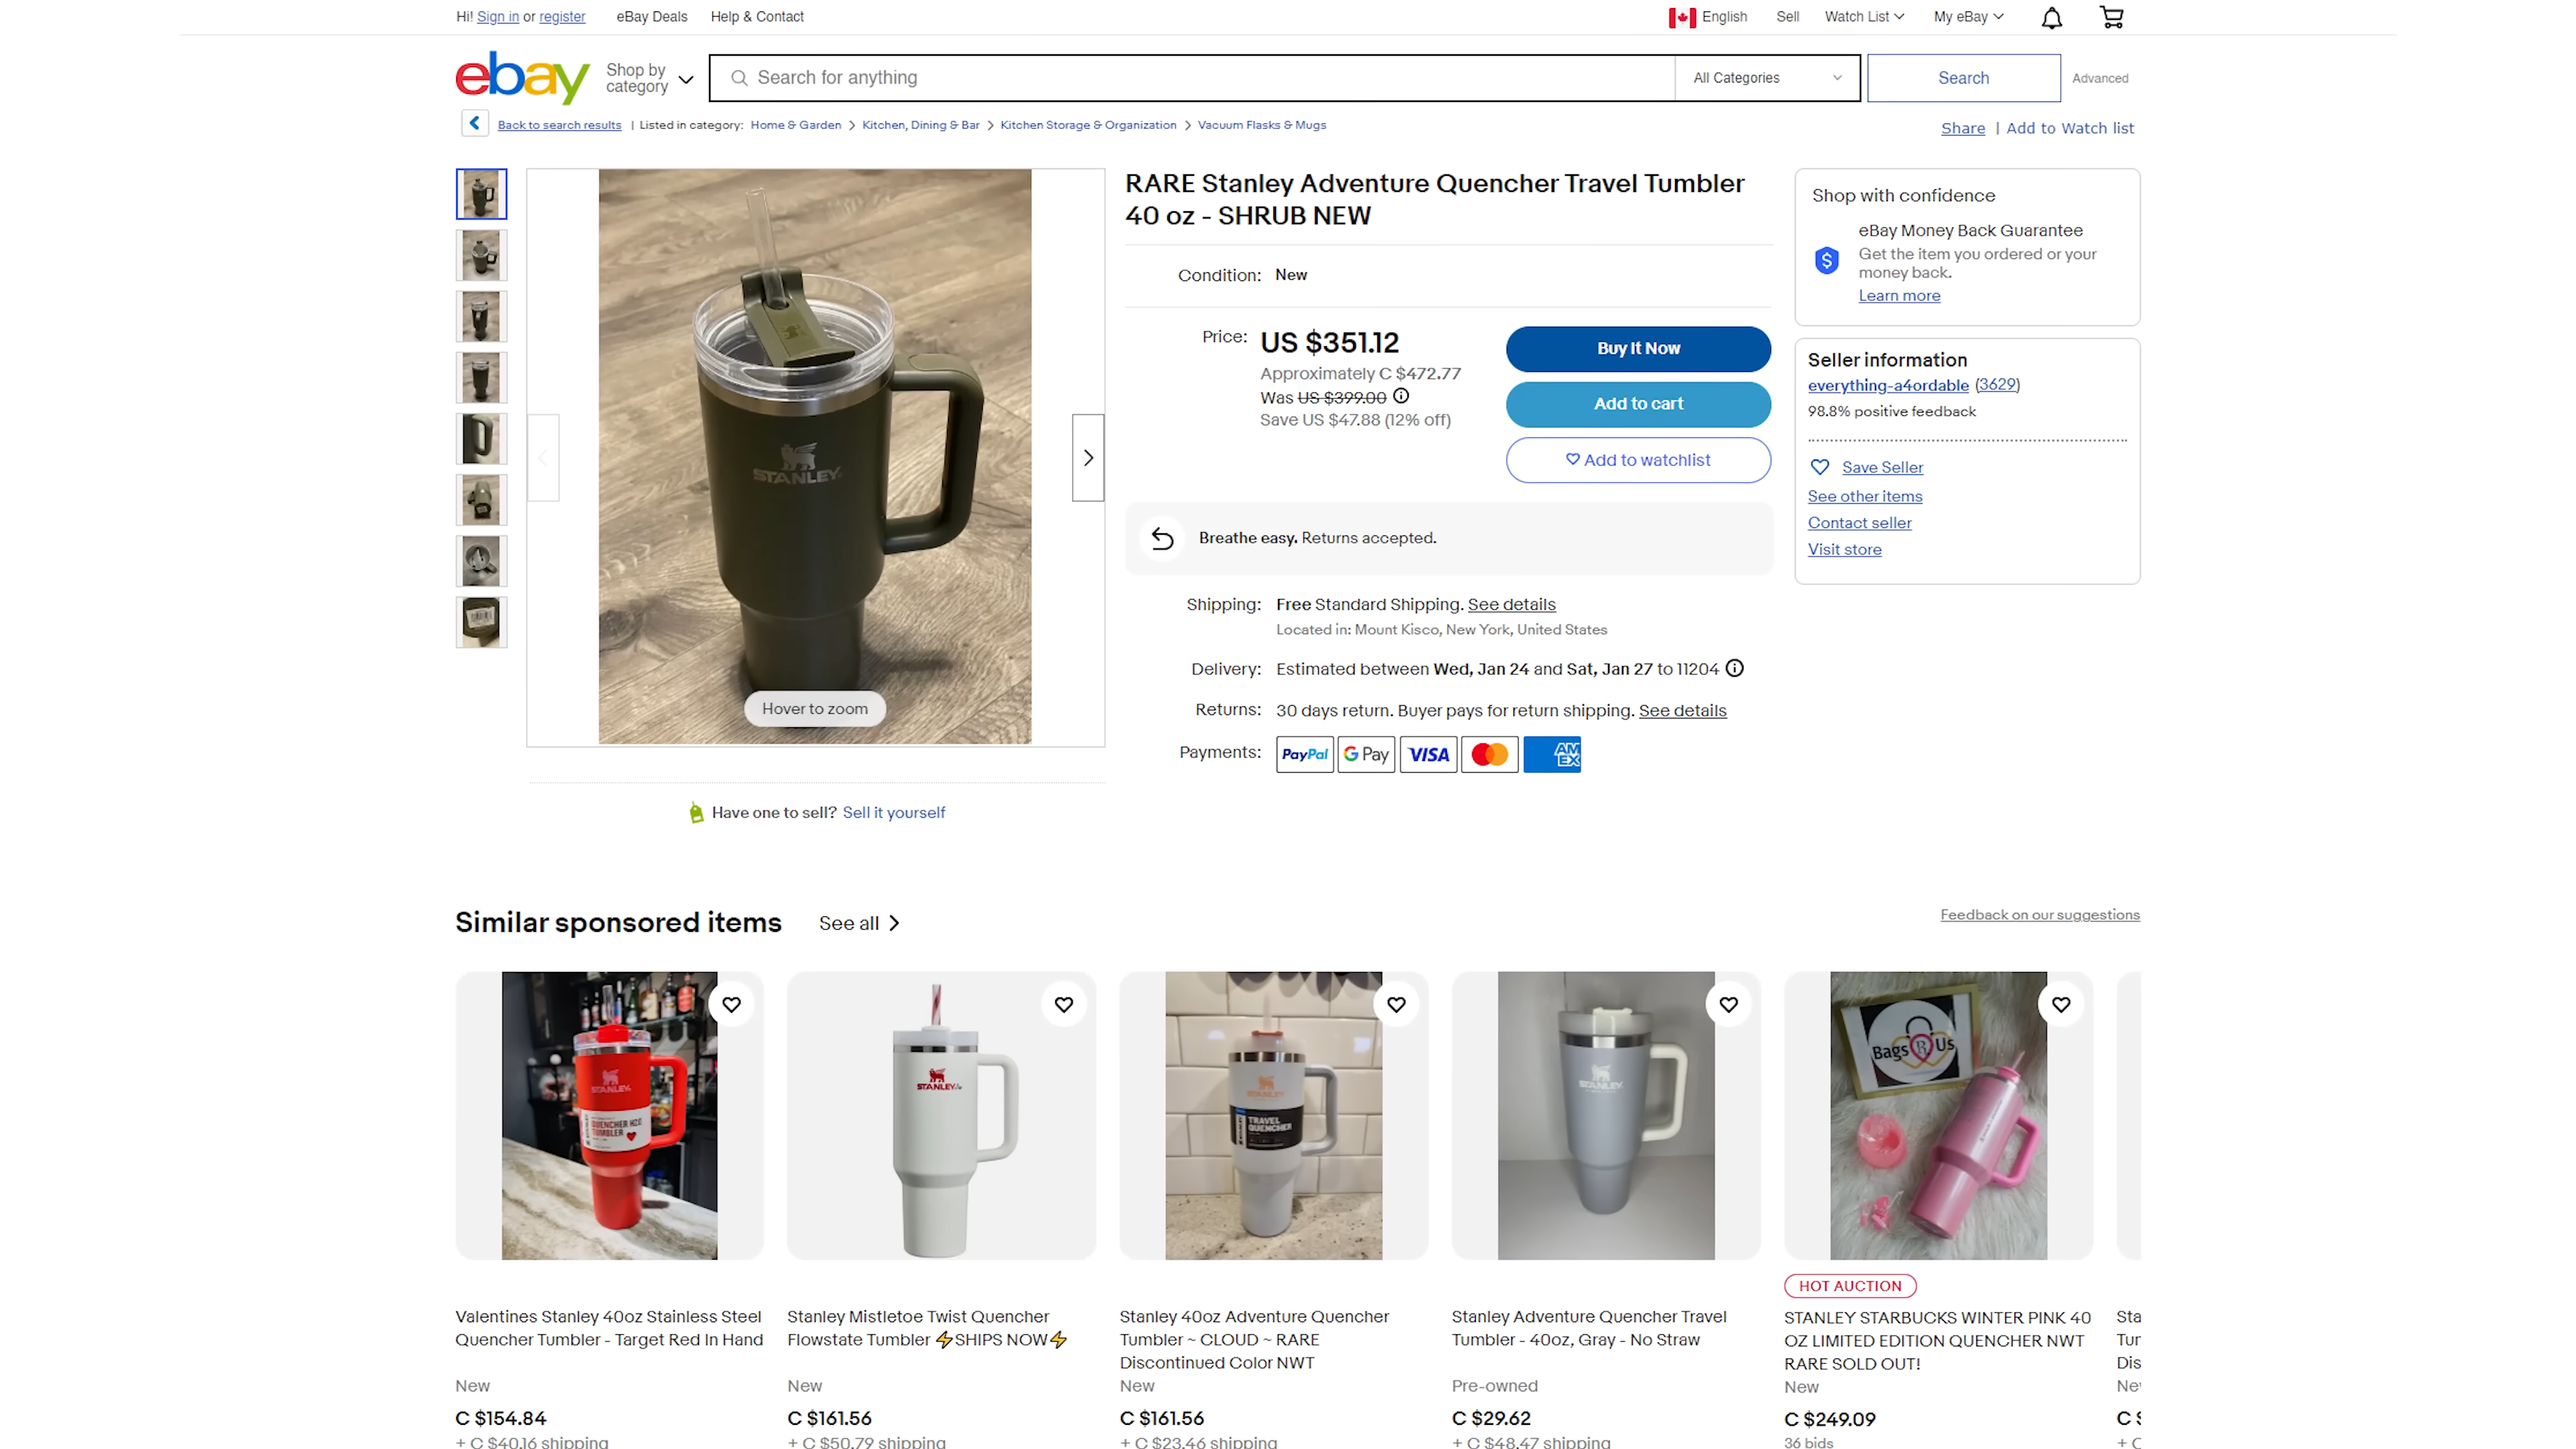 Hi! Sign in or register
eBay Deals
Help & Contact
English
Sell
Watch List
My eBay
ebay
Shop by
category
Search for anything
All Categories
Search
Advanced
Back to search results | Listed in category: Home & Garden > Kitchen, Dining & Bar > Kitchen Storage & Organization > Vacuum Flasks & Mugs
Share | Add to Watch list
STANLEY
Hover to zoom
Have one to sell? Sell it yourself
RARE Stanley Adventure Quencher Travel Tumbler
40 oz - SHRUB NEW
Condition: New
Price: US $351.12
Approximately C $472.77
Was US $399.00
Save US $47.88 (12% off)
Buy It Now
Add to cart
Add to watchlist
Breathe easy. Returns accepted.
Shipping: Free Standard Shipping. See details
Located in: Mount Kisco, New York, United States
Delivery: Estimated between Wed, Jan 24 and Sat, Jan 27 to 11204
Returns: 30 days return. Buyer pays for return shipping. See details
Payments: PayPal G Pay VISA AM EX
Shop with confidence
eBay Money Back Guarantee
Get the item you ordered or your
money back.
Learn more
Seller information
everything-a4ordable (3629)
98.8% positive feedback
Save Seller
See other items
Contact seller
Visit store
Similar sponsored items
See all
Feedback on our suggestions
STANLEY
QUENCHER H2.0
TUMBLER
Valentines Stanley 40oz Stainless Steel
Quencher Tumbler - Target Red In Hand
New
C $154.84
+ C $40.16 shipping
STANLEY
Stanley Mistletoe Twist Quencher
Flowstate Tumbler ⚡SHIPS NOW⚡
New
C $161.56
+ C $50.79 shipping
STANLEY
TRAVEL
QUENCHER
Stanley 40oz Adventure Quencher
Tumbler ~ CLOUD ~ RARE
Discontinued Color NWT
New
C $161.56
+ C $23.46 shipping
STANLEY
Stanley Adventure Quencher Travel
Tumbler - 40oz, Gray - No Straw
Pre-owned
C $29.62
+ C $48.47 shipping
Bags R Us
HOT AUCTION
STANLEY STARBUCKS WINTER PINK 40
OZ LIMITED EDITION QUENCHER NWT
RARE SOLD OUT!
New
C $249.09
36 bids
Sta
Tur
Dis